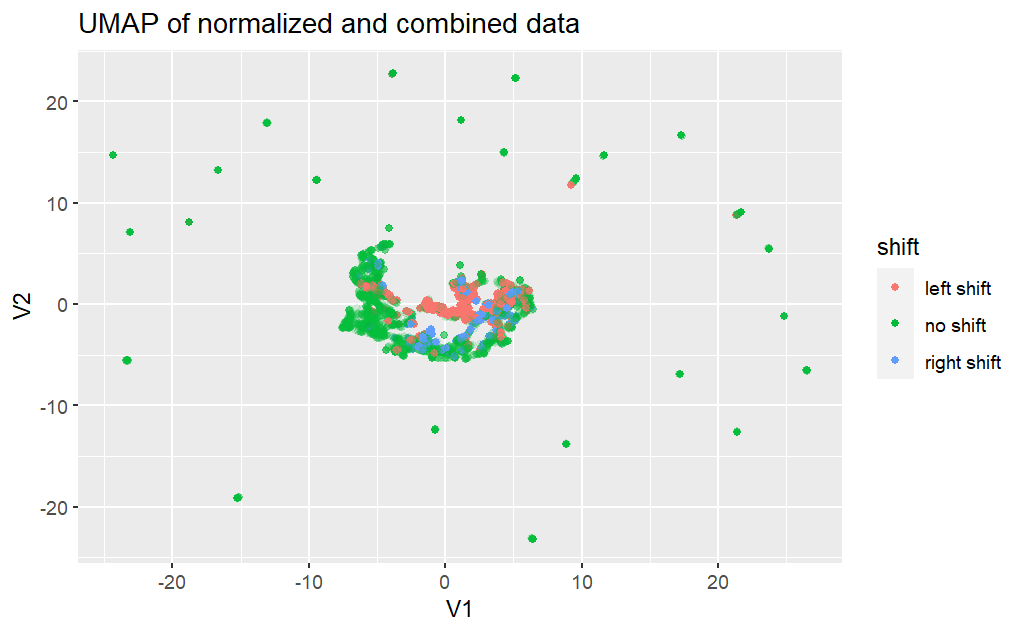 UMAP of normalized and combined data
20
10
0
-10
-20
V2
-20
-10
0
10
20
V1
shift
left shift
no shift
right shift